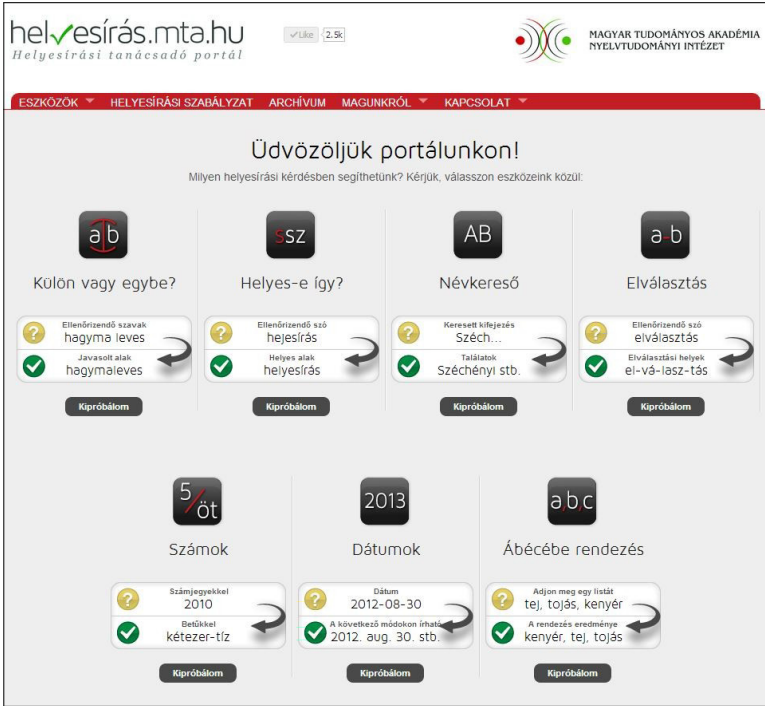 helyesírás.mta.hu
Helyesírási tanácsadó portál
Like 2.5k
MAGYAR TUDOMÁNYOS AKADÉMIA
NYELVTUDOMÁNYI INTÉZET
ESZKÖZÖK HELYESÍRÁSI SZABÁLYZAT ARCHÍVUM MAGUNKRÓL KAPCSOLAT
Üdvözöljük portálunkon!
Milyen helyesírási kérdésben segíthetünk? Kérjük, válasszon eszközeink közül:
a b
Külön vagy egybe?
Ellenőrizendő szavak
hagyma leves
Javasolt alak
hagymaleves
Kipróbálom
ssz
Helyes-e így?
Ellenőrizendő szó
hejesírás
Helyes alak
helyesírás
Kipróbálom
AB
Névkereső
Keresett kifejezés
Széch...
Találatok
Széchényi stb.
Kipróbálom
a-b
Elválasztás
Ellenőrizendő szó
elválasztás
Elválasztási helyek
el-vá-lasz-tás
Kipróbálom
5/öt
Számok
Számjegyekkel
2010
Betűkkel
kétezer-tíz
Kipróbálom
2013
Dátumok
Dátum
2012-08-30
A következő módokon írható
2012. aug. 30. stb.
Kipróbálom
a,b,c
Ábécébe rendezés
Adjon meg egy listát
tej, tojás, kenyér
A rendezés eredménye
kenyér, tej, tojás
Kipróbálom